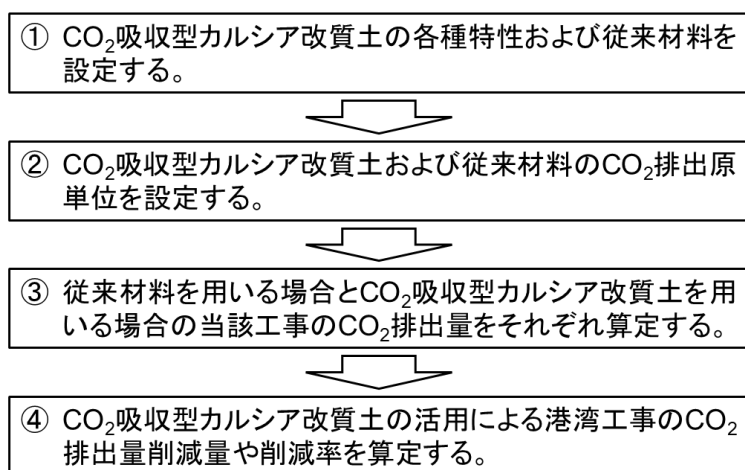 ① CO₂吸収型カルシア改質土の各種特性および従来材料を
設定する。
② CO₂吸収型カルシア改質土および従来材料のCO₂排出原
単位を設定する。
③ 従来材料を用いる場合とCO₂吸収型カルシア改質土を用
いる場合の当該工事のCO₂排出量をそれぞれ算定する。
④ CO₂吸収型カルシア改質土の活用による港湾工事のCO₂
排出量削減量や削減率を算定する。